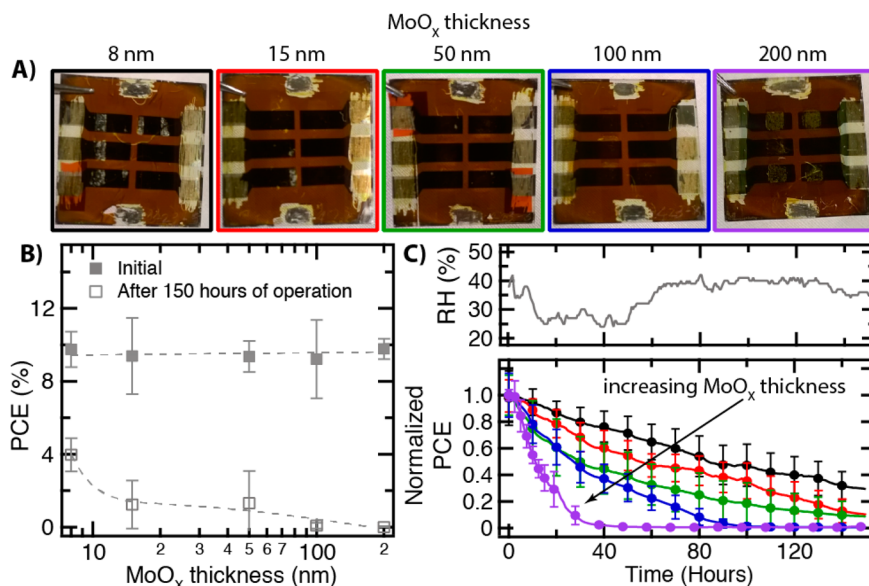 MoOₓ thickness
8 nm 15 nm 50 nm 100 nm 200 nm
A)
B)
Initial
After 150 hours of operation
PCE (%)
12
8
4
0
10 2 3 4 5 6 7 100 2
MoOₓ thickness (nm)
C)
RH (%)
50
40
30
20
increasing MoOₓ thickness
Normalized
PCE
1.0
0.8
0.6
0.4
0.2
0
0 40 80 120
Time (Hours)